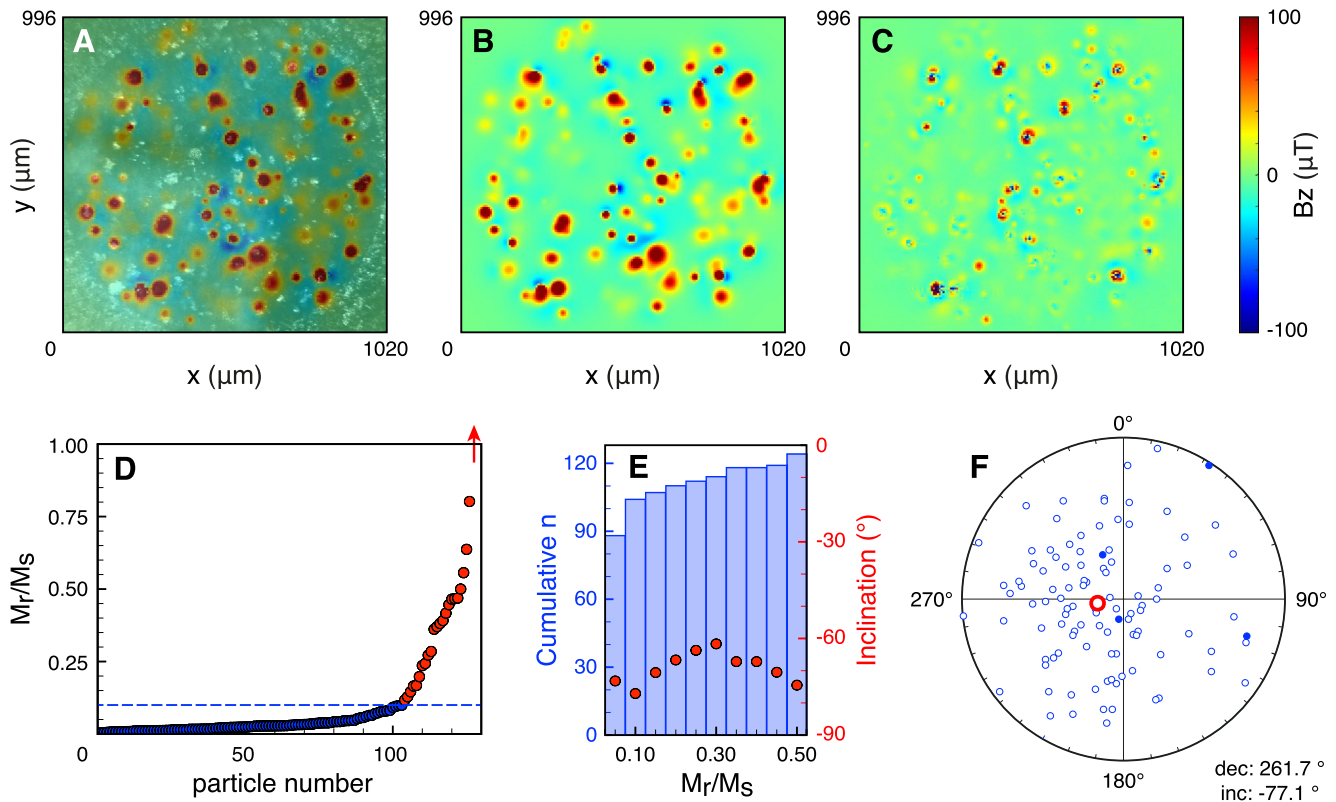 996
A
y (µm)
0
1020
x (µm)
996
B
0
1020
x (µm)
996
C
0
1020
x (µm)
100
0
-100
Bz (µT)
D
1.00
0.75
0.50
0.25
Mr/Ms
0
50
100
particle number
E
120
90
60
30
0
Cumulative n
0
-30
-60
-90
Inclination (°)
0.10
0.30
0.50
Mr/Ms
F
0°
270°
90°
180°
dec: 261.7 °
inc: -77.1 °